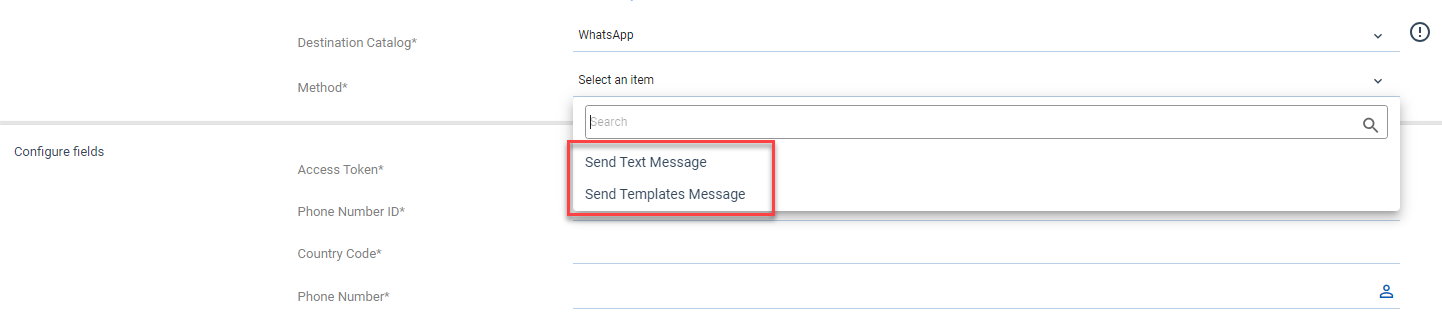 Destination Catalog*
WhatsApp
Method*
Select an item
Search
Send Text Message
Send Templates Message
Configure fields
Access Token*
Phone Number ID*
Country Code*
Phone Number*